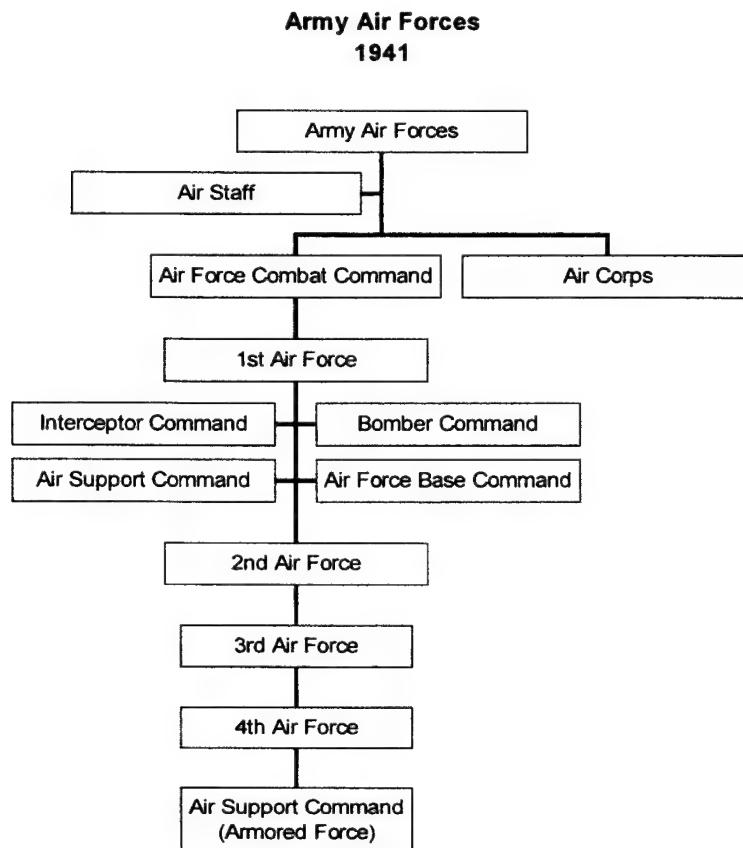 Army Air Forces
1941
Army Air Forces
Air Staff
Air Force Combat Command
Air Corps
1st Air Force
Interceptor Command
Bomber Command
Air Support Command
Air Force Base Command
2nd Air Force
3rd Air Force
4th Air Force
Air Support Command
(Armored Force)